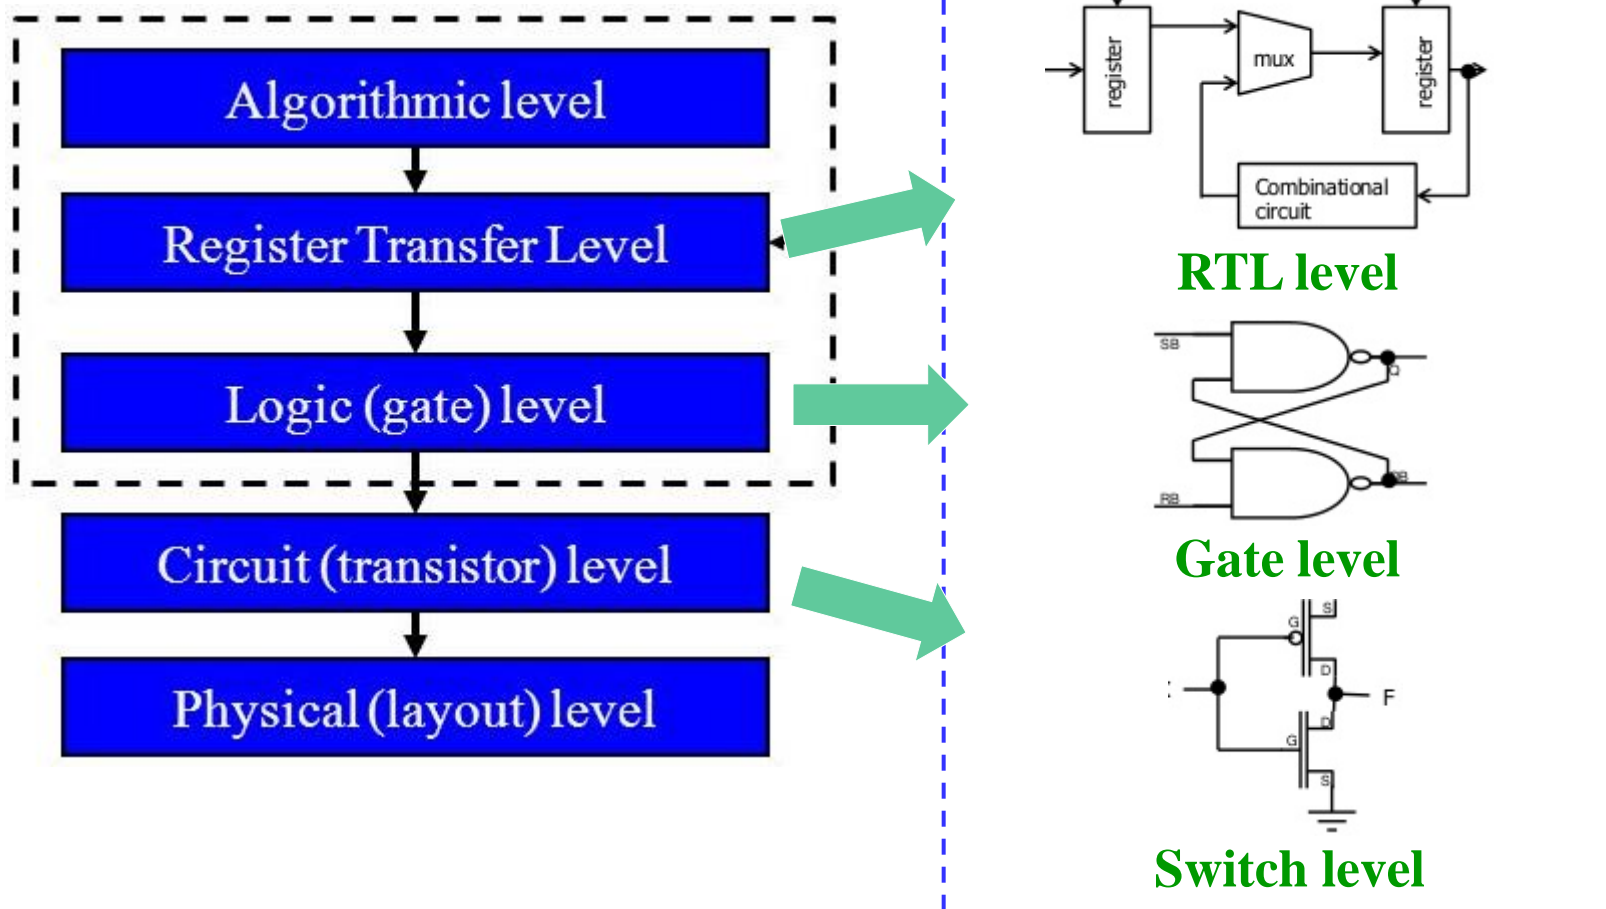 Algorithmic level
Register Transfer Level
Logic (gate) level
Circuit (transistor) level
Physical (layout) level
register
mux
register
Combinational
circuit
RTL level
SB
Q
RB
Gate level
S
G
D
F
D
G
S
Switch level